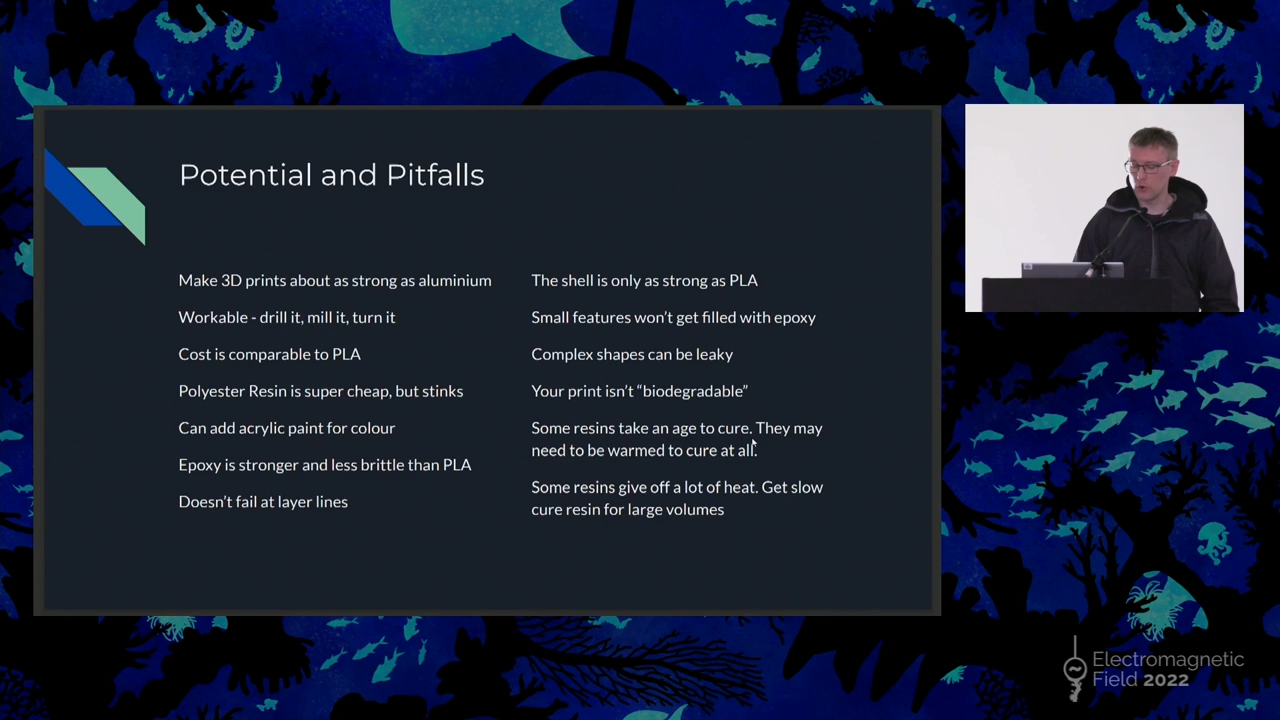 Potential and Pitfalls
Make 3D prints about as strong as aluminium
Workable - drill it, mill it, turn it
Cost is comparable to PLA
Polyester Resin is super cheap, but stinks
Can add acrylic paint for colour
Epoxy is stronger and less brittle than PLA
Doesn't fail at layer lines
The shell is only as strong as PLA
Small features won't get filled with epoxy
Complex shapes can be leaky
Your print isn't “biodegradable”
Some resins take an age to cure. They may
need to be warmed to cure at all.
Some resins give off a lot of heat. Get slow
cure resin for large volumes
Electromagnetic
Field 2022